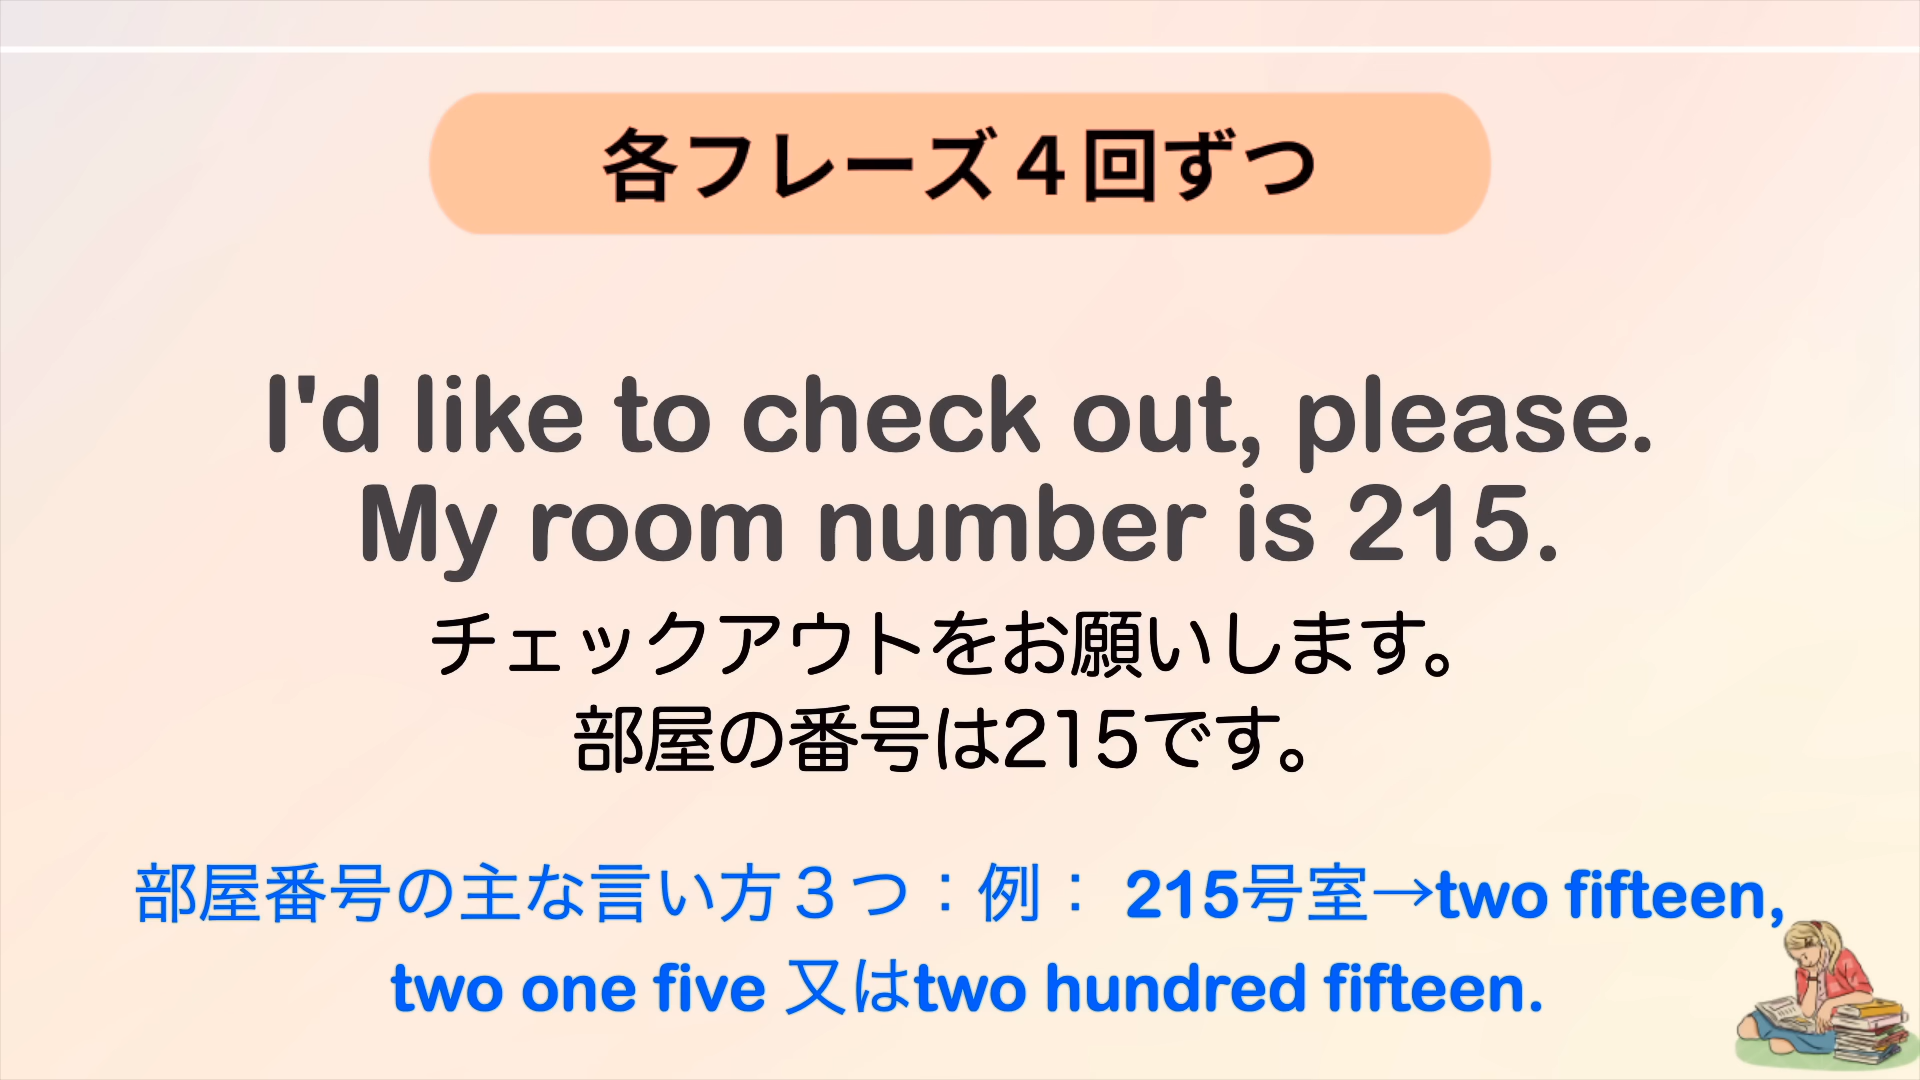 各フレーズ４回ずつ
I'd like to check out, please.
My room number is 215.
チェックアウトをお願いします。
部屋の番号は215です。
部屋番号の主な言い方３つ：例： 215号室→two fifteen,
two one five 又はtwo hundred fifteen.